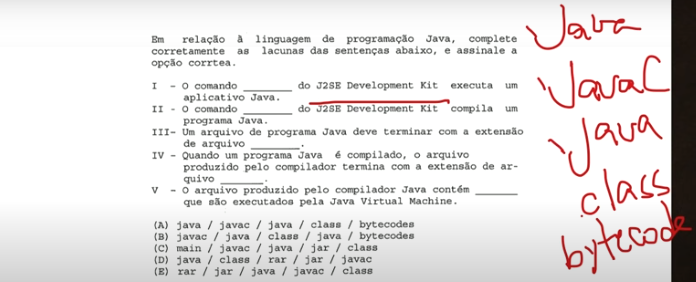 Em relação à linguagem de programação Java, complete
corretamente as lacunas das sentenças abaixo, e assinale a
opção corrtea.
I - O comando ________ do J2SE Development Kit executa um
aplicativo Java.
II - O comando ________ do J2SE Development Kit compila um
programa Java.
III- Um arquivo de programa Java deve terminar com a extensão
de arquivo ________.
IV - Quando um programa Java é compilado, o arquivo
produzido pelo compilador termina com a extensão de ar-
quivo ________.
V - O arquivo produzido pelo compilador Java contém ________
que são executados pela Java Virtual Machine.
(A) java / javac / java / class / bytecodes
(B) javac / java / class / java / bytecodes
(C) main / javac / java / jar / class
(D) java / class / rar / jar / javac
(E) rar / jar / java / javac / class
Java
JavaC
Java
.class
bytecode